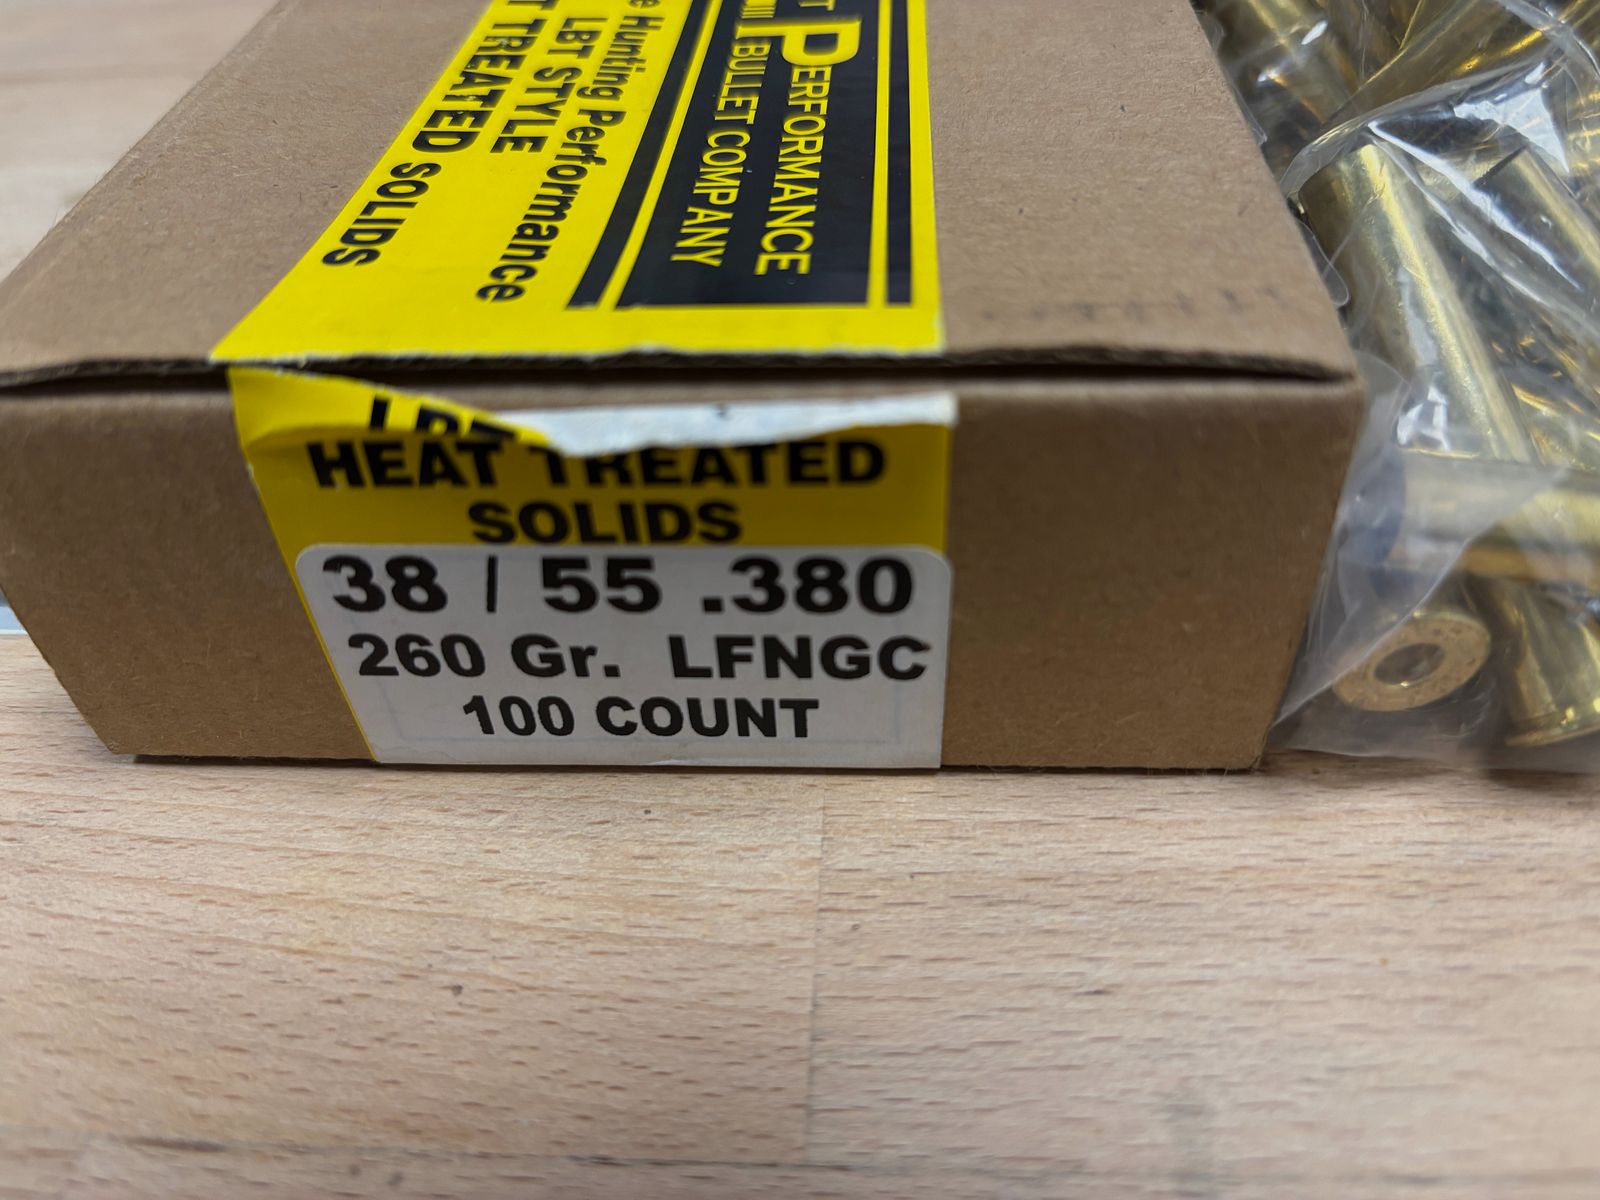 PERFORMANCE
BULLET COMPANY
Hunting Performance
LBT STYLE
TREATED SOLIDS
HEAT TREATED
SOLIDS
38 / 55 .380
260 Gr. LFNGC
100 COUNT